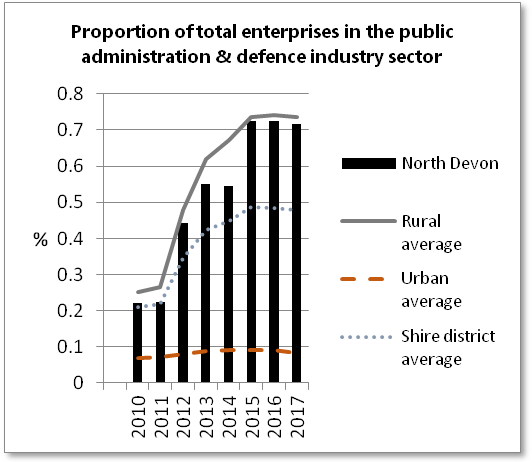 Proportion of total enterprises in the public
administration & defence industry sector
0.8
0.7
0.6
0.5
0.4
0.3
0.2
0.1
0
%
2010
2011
2012
2013
2014
2015
2016
2017
North Devon
Rural
average
Urban
average
Shire district
average